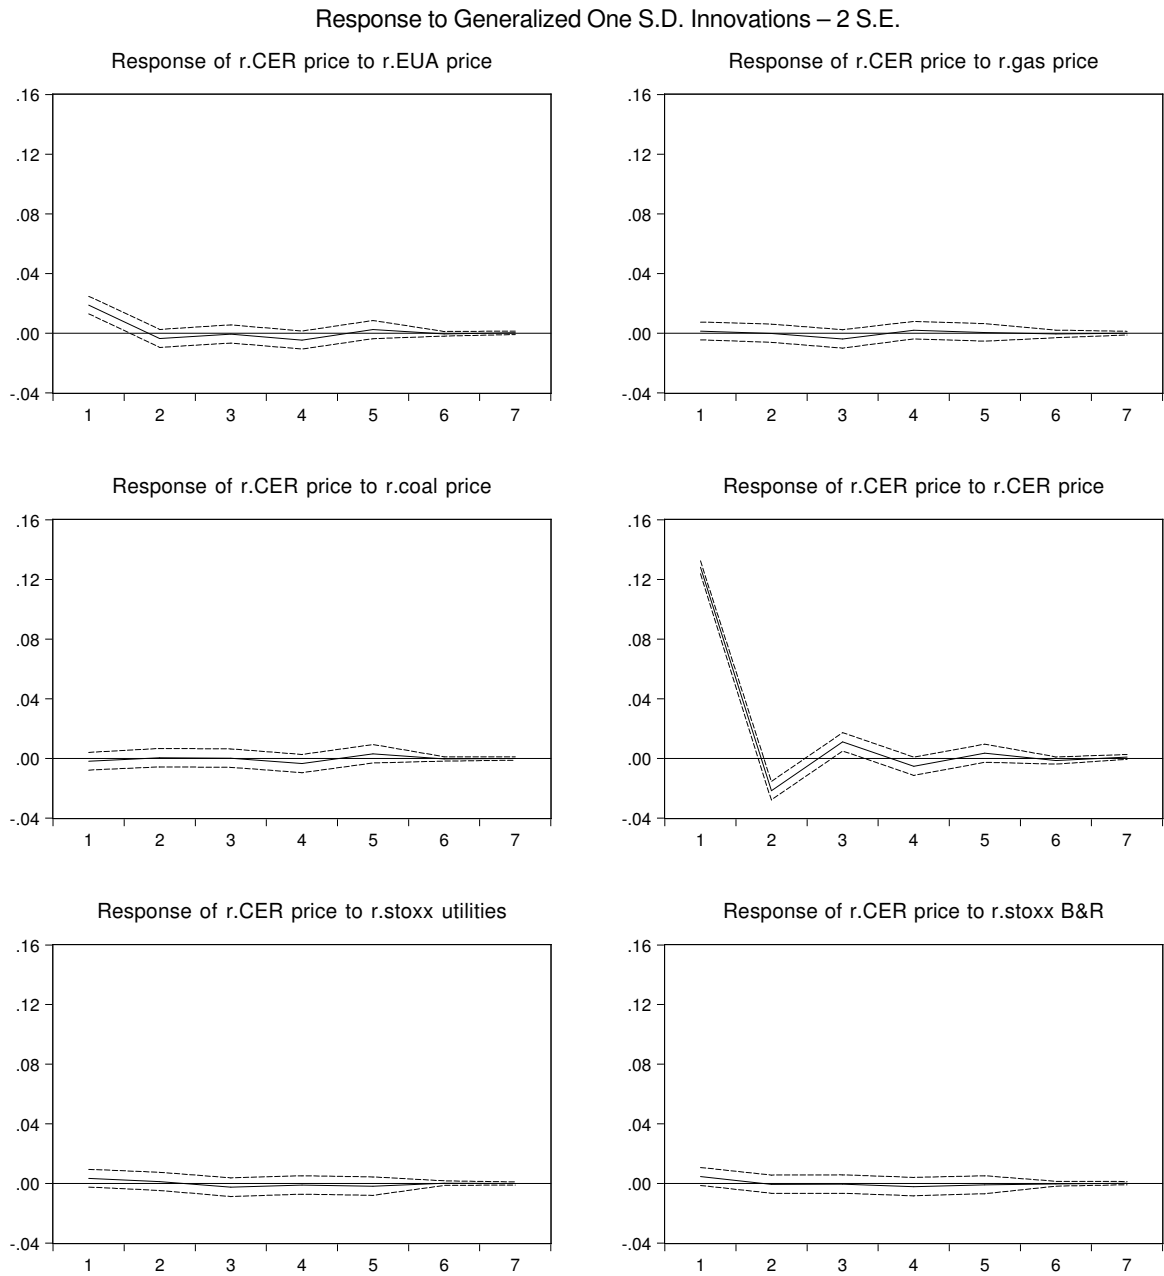 Response to Generalized One S.D. Innovations – 2 S.E.
Response of r.CER price to r.EUA price
.16
.12
.08
.04
.00
-.04
1 2 3 4 5 6 7
Response of r.CER price to r.gas price
.16
.12
.08
.04
.00
-.04
1 2 3 4 5 6 7
Response of r.CER price to r.coal price
.16
.12
.08
.04
.00
-.04
1 2 3 4 5 6 7
Response of r.CER price to r.CER price
.16
.12
.08
.04
.00
-.04
1 2 3 4 5 6 7
Response of r.CER price to r.stoxx utilities
.16
.12
.08
.04
.00
-.04
1 2 3 4 5 6 7
Response of r.CER price to r.stoxx B&R
.16
.12
.08
.04
.00
-.04
1 2 3 4 5 6 7